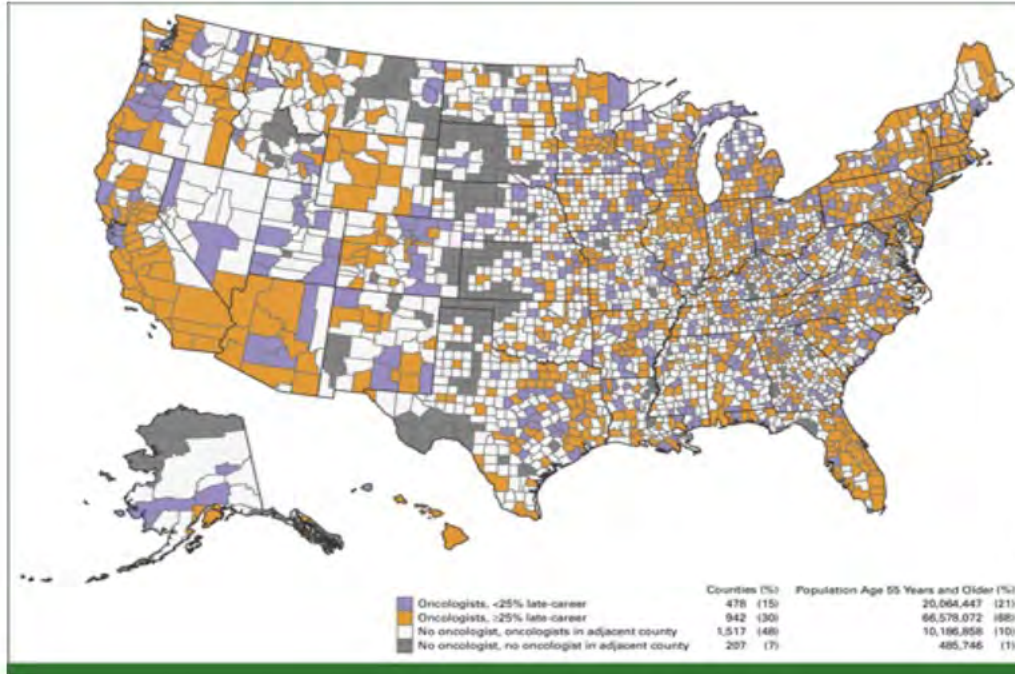 Counties (%) Population Age 55 Years and Older (%)
Oncologists, <25% late-career 478 (15) 20,064,447 (21)
Oncologists, ≥25% late-career 942 (30) 66,578,072 (68)
No oncologist, oncologists in adjacent county 1,517 (48) 10,186,858 (10)
No oncologist, no oncologist in adjacent county 207 (7) 485,746 (1)